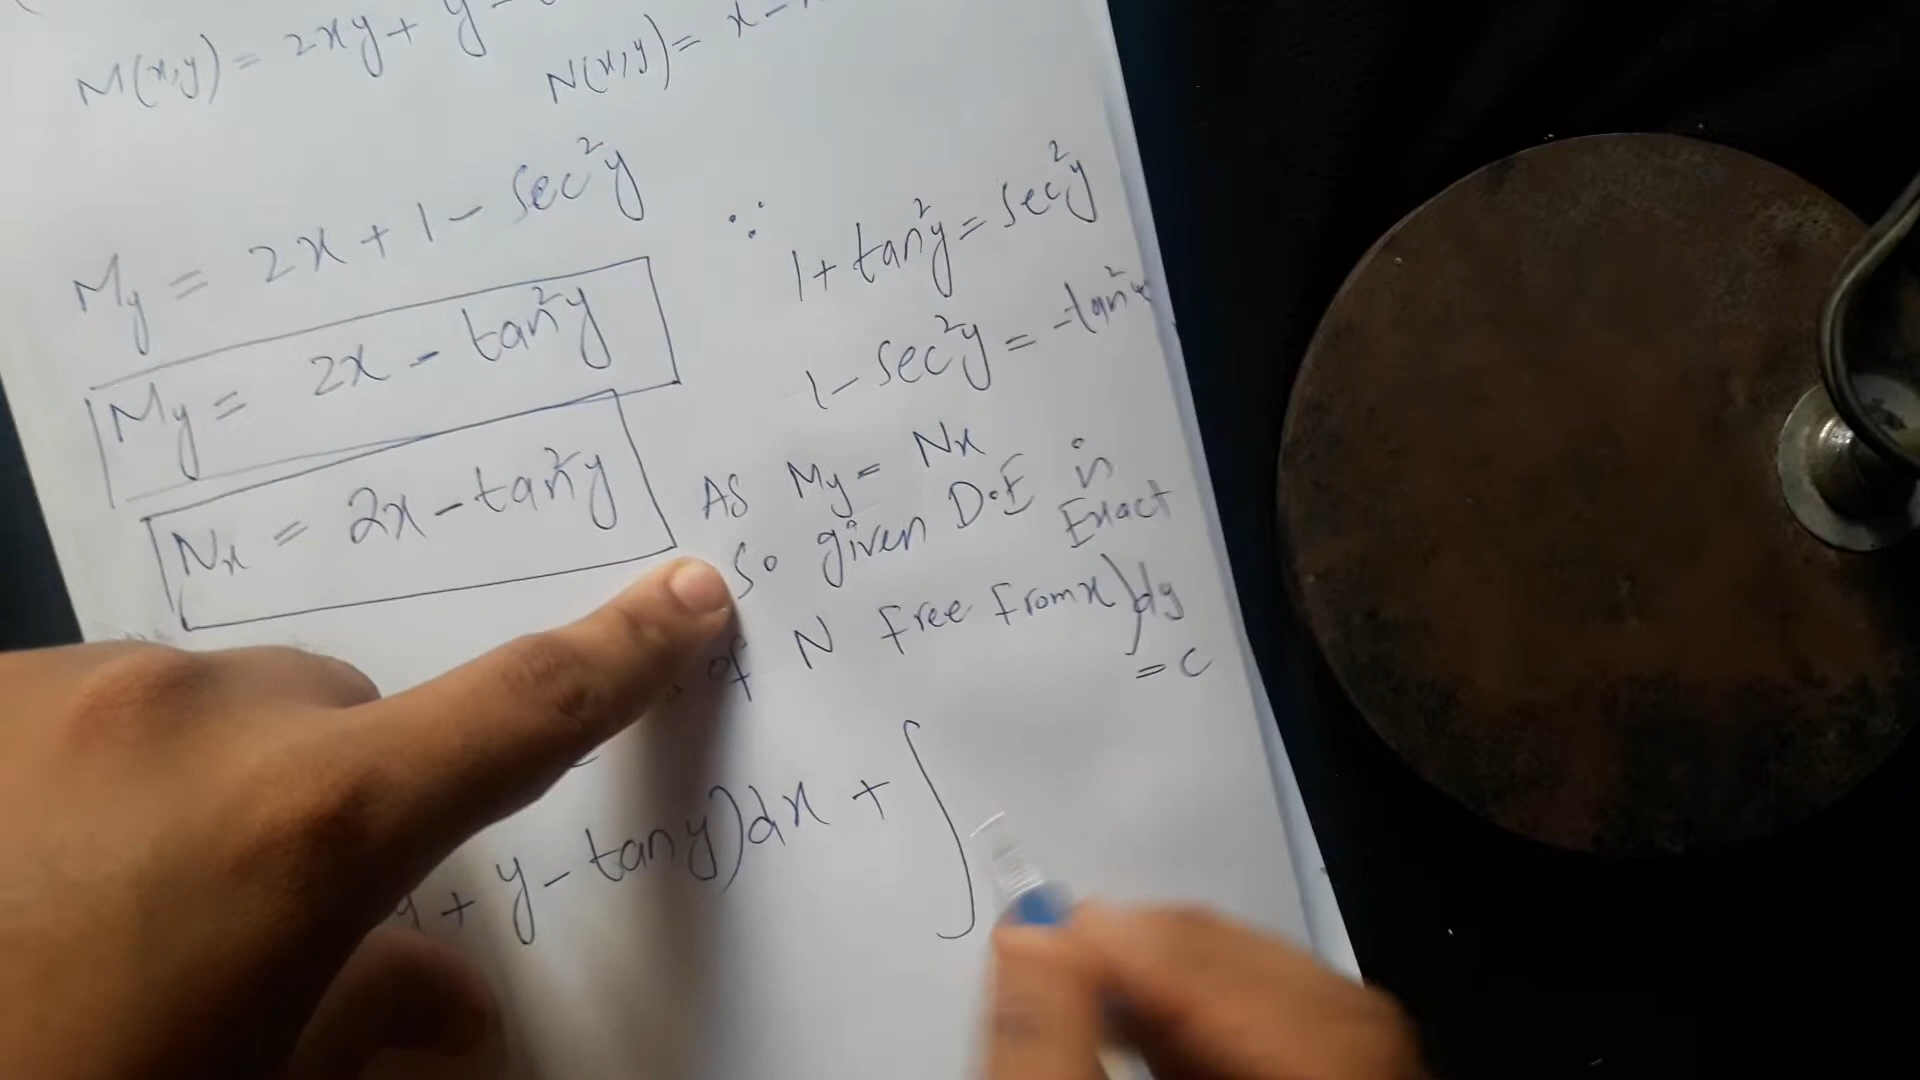 M(x,y) = 2xy + y -
N(x,y) = x -
My = 2x + 1 - sec²y
My = 2x - tan²y
Nx = 2x - tan²y
∵ 1 + tan²y = sec²y
1 - sec²y = -tan²
As My = Nx
So given D.E is Exact
of N free from x) dy = c
+ y - tan y) dx + ∫